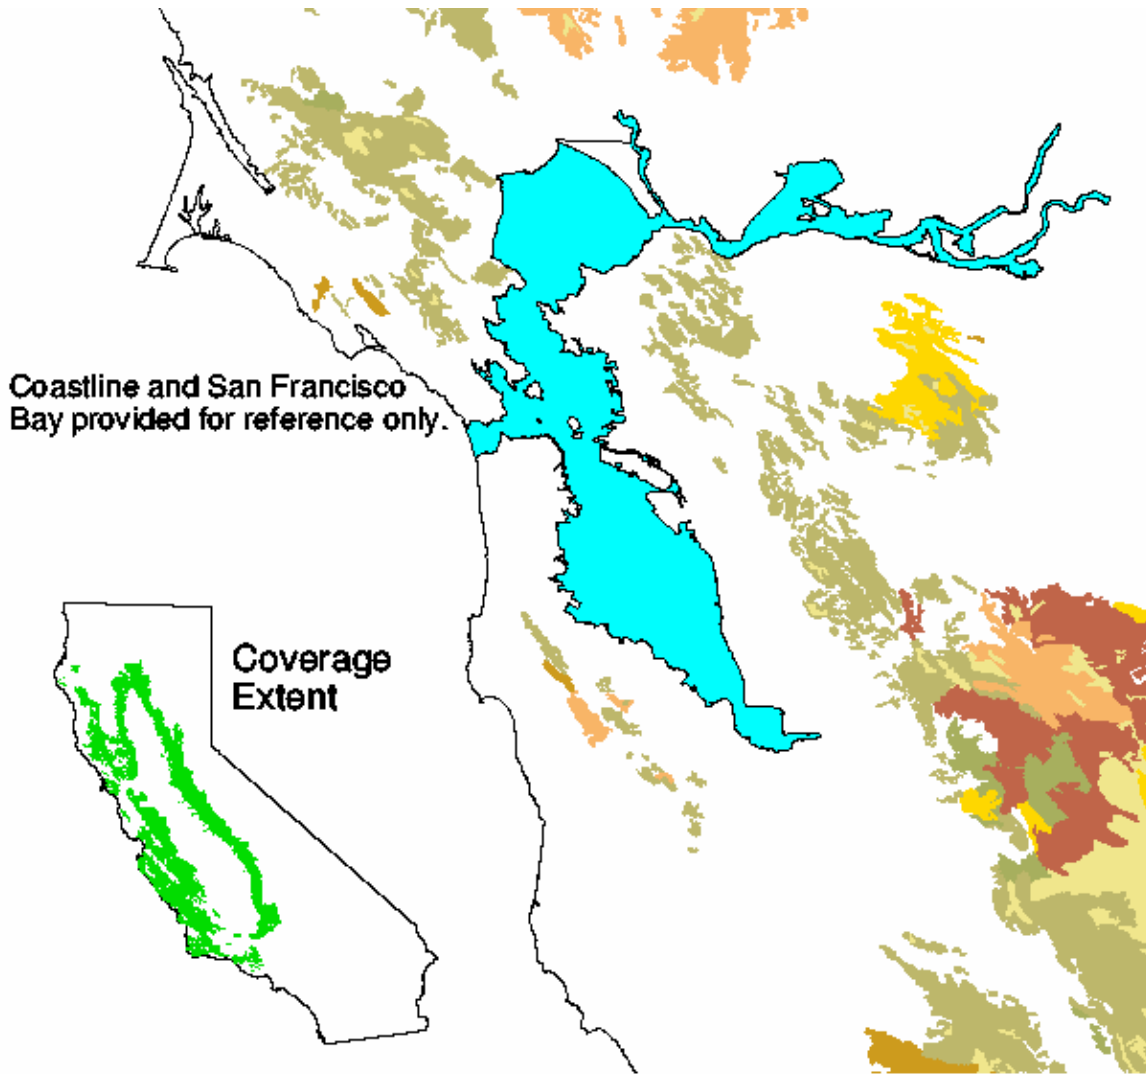 Coastline and San Francisco
Bay provided for reference only.
Coverage
Extent